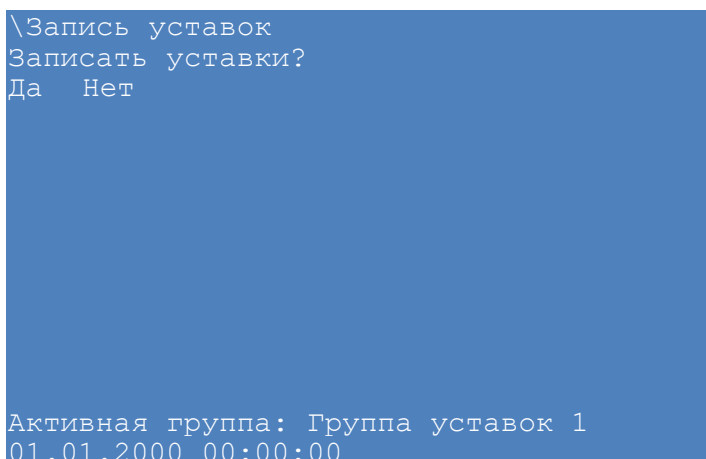 \Запись уставок
Записать уставки?
Да Нет
Активная группа: Группа уставок 1
01.01.2000 00:00:00